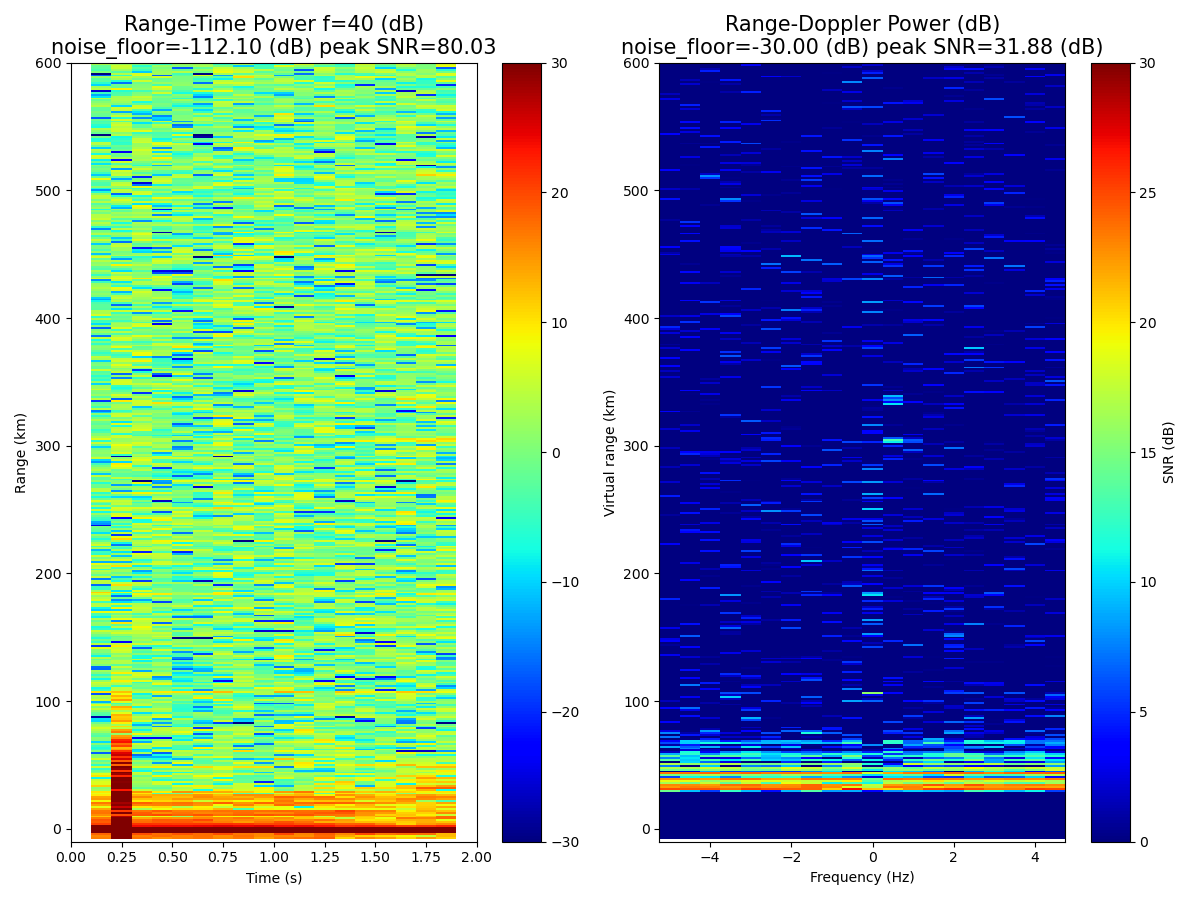 Range-Time Power f=40 (dB)
noise_floor=-112.10 (dB) peak SNR=80.03
Range-Doppler Power (dB)
noise_floor=-30.00 (dB) peak SNR=31.88 (dB)
600
500
400
300
200
100
0
Range (km)
0.00 0.25 0.50 0.75 1.00 1.25 1.50 1.75 2.00
Time (s)
30
20
10
0
−10
−20
−30
600
500
400
300
200
100
0
Virtual range (km)
−4 −2 0 2 4
Frequency (Hz)
30
25
20
15
10
5
0
SNR (dB)